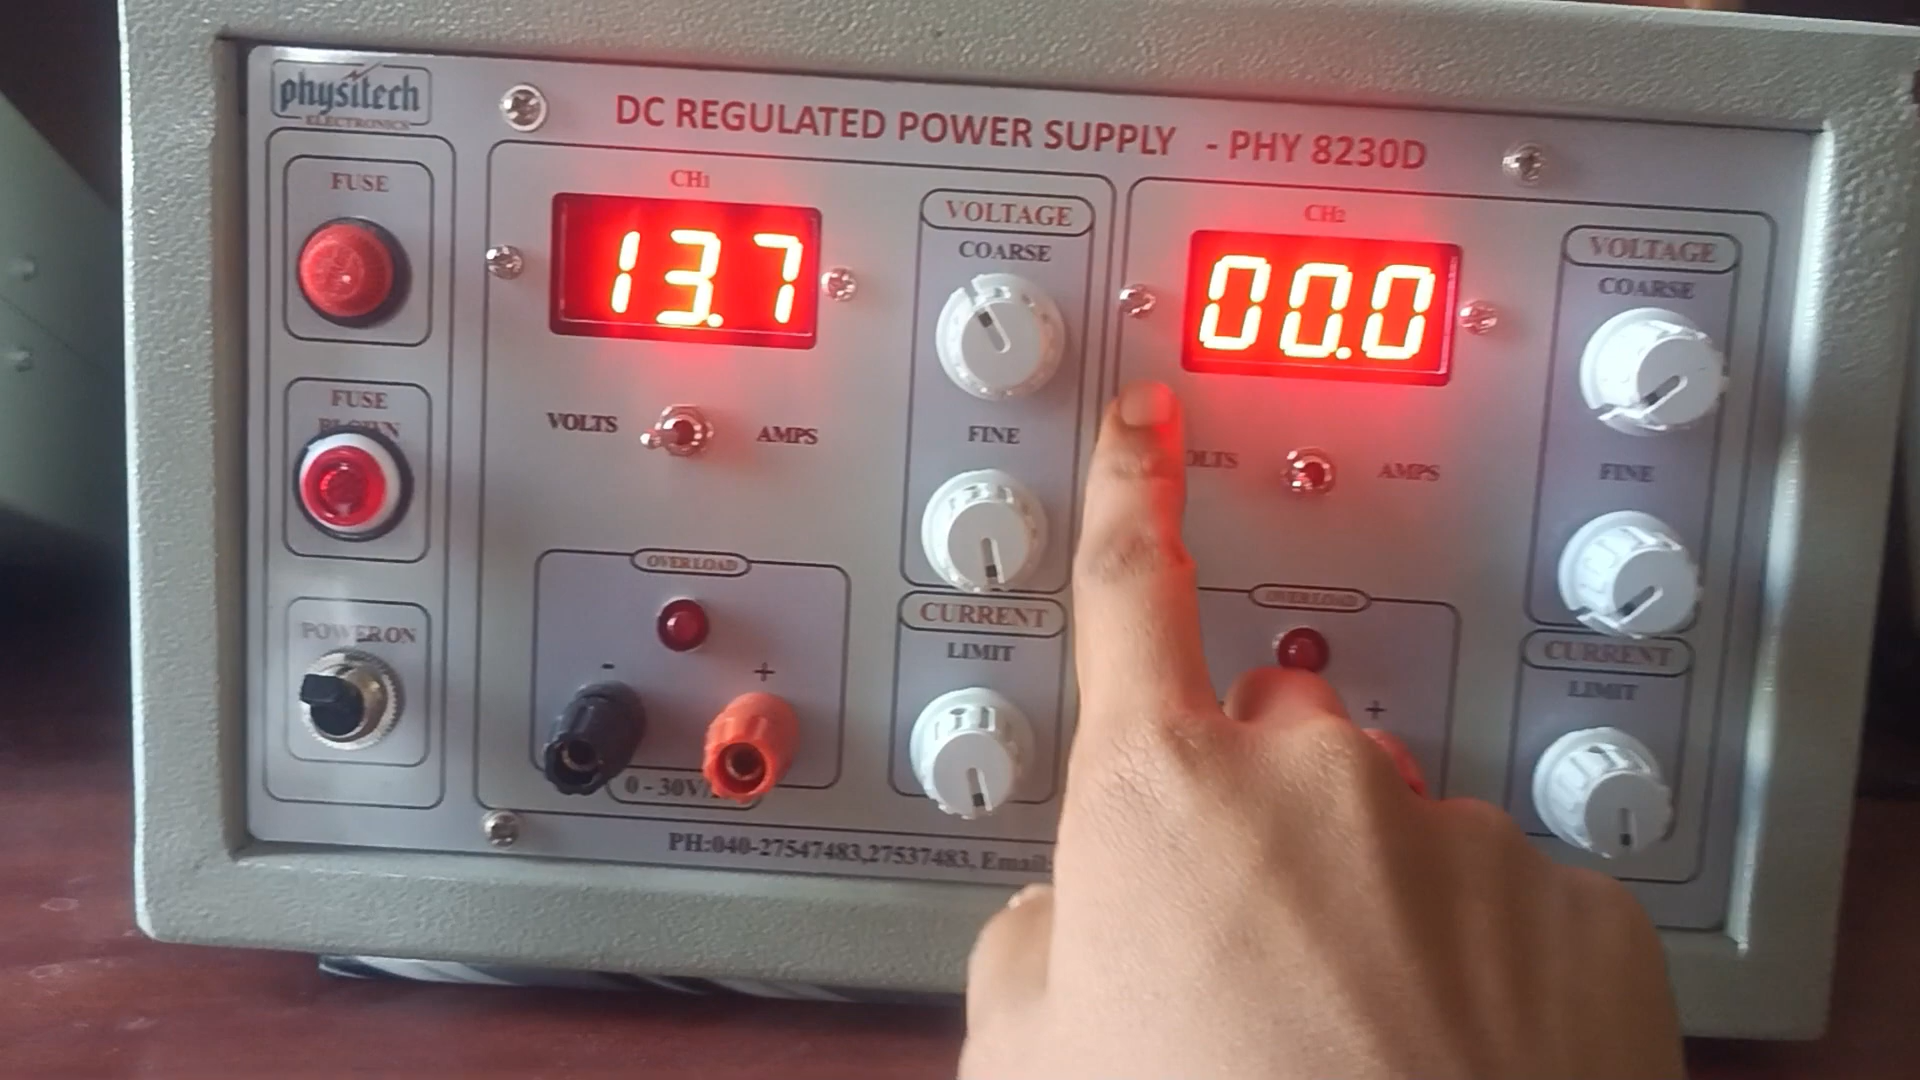 physitech
ELECTRONICS
DC REGULATED POWER SUPPLY - PHY 8230D
FUSE
FUSE
POWER ON
CH1
13.7
VOLTS
AMPS
OVERLOAD
-
+
0 - 30V/
VOLTAGE
COARSE
FINE
CURRENT
LIMIT
CH2
00.0
AMPS
OVERLOAD
+
VOLTAGE
COARSE
FINE
CURRENT
LIMIT
PH:040-27547483,27537483, Email: